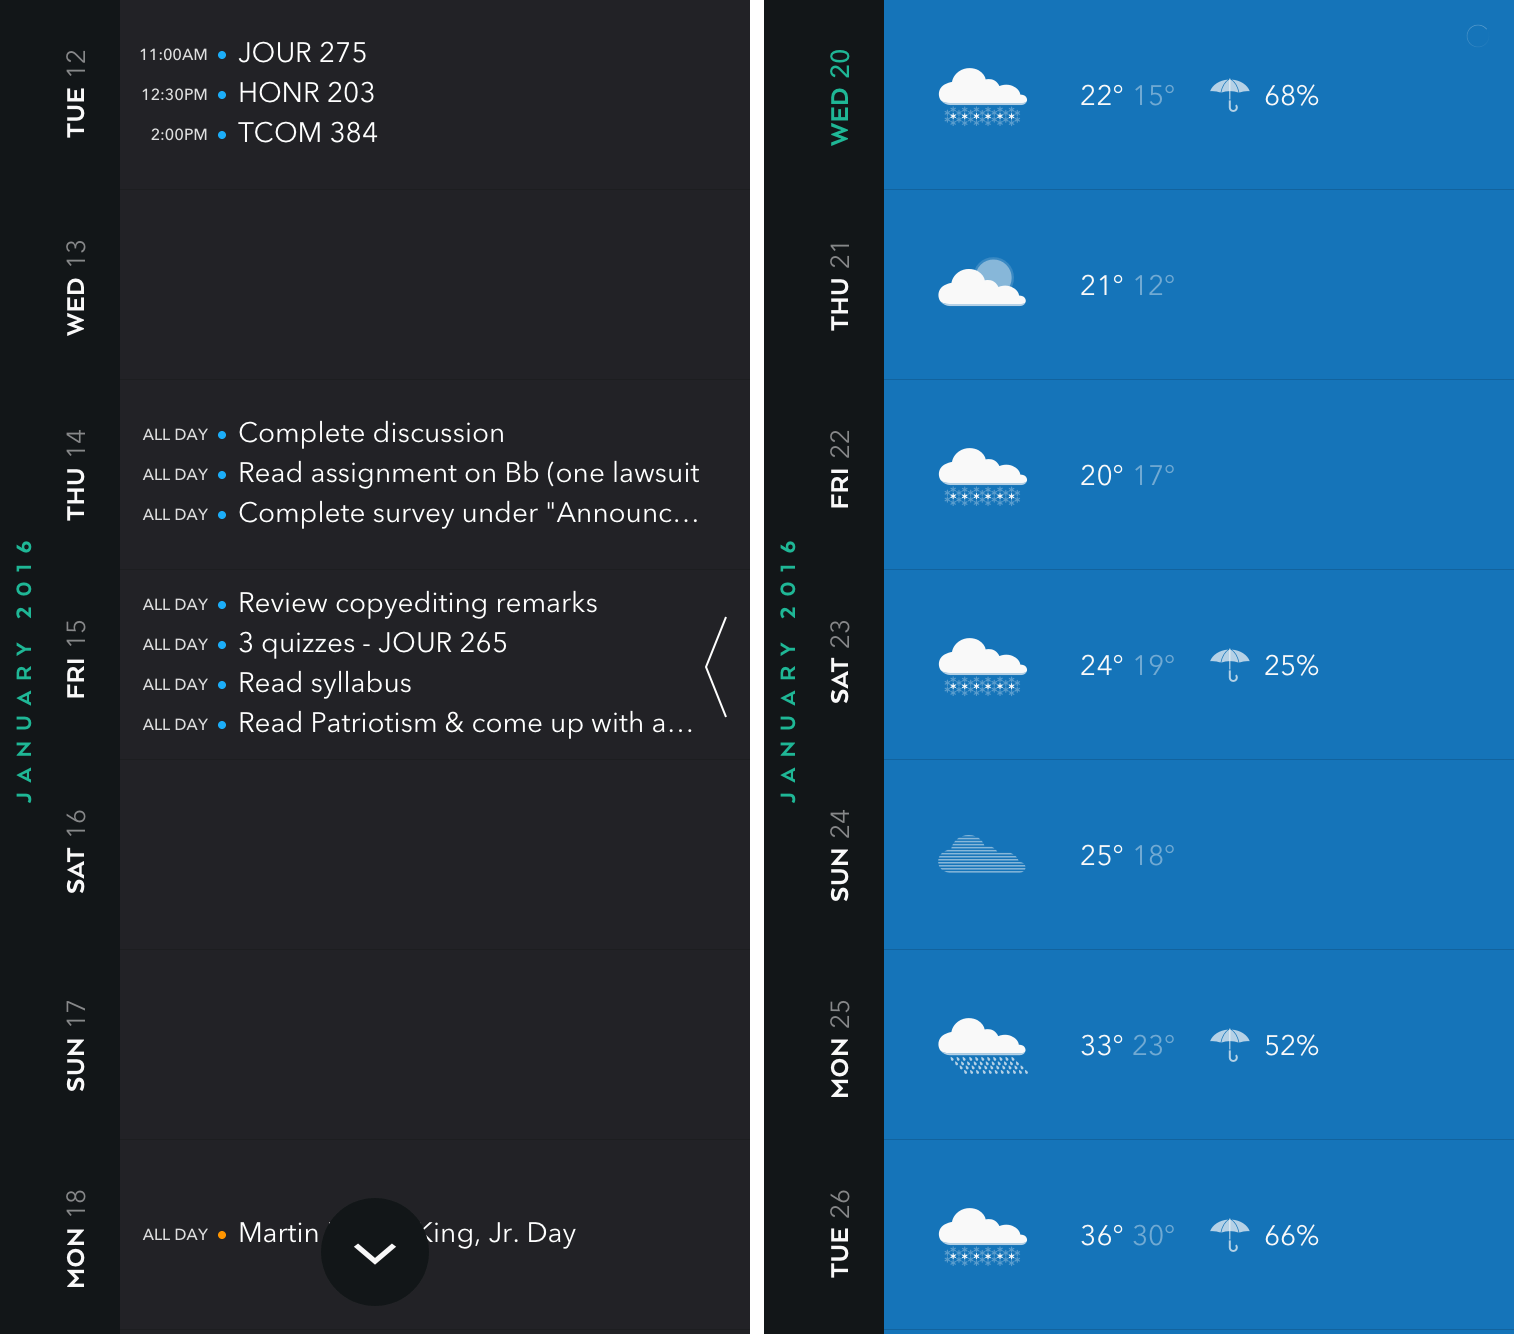 JANUARY 2016
TUE 12
11:00AM JOUR 275
12:30PM HONR 203
2:00PM TCOM 384
WED 13
THU 14
ALL DAY Complete discussion
ALL DAY Read assignment on Bb (one lawsuit
ALL DAY Complete survey under "Announc...
FRI 15
ALL DAY Review copyediting remarks
ALL DAY 3 quizzes - JOUR 265
ALL DAY Read syllabus
ALL DAY Read Patriotism & come up with a...
SAT 16
SUN 17
MON 18
ALL DAY Martin King, Jr. Day
JANUARY 2016
WED 20
22° 15° 68%
THU 21
21° 12°
FRI 22
20° 17°
SAT 23
24° 19° 25%
SUN 24
25° 18°
MON 25
33° 23° 52%
TUE 26
36° 30° 66%